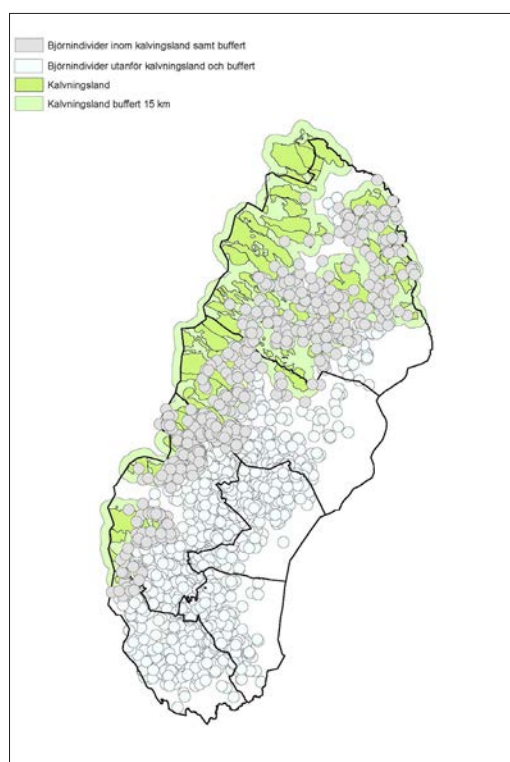 Björnindivider inom kalvingsland samt buffert
Björnindivider utanför kalvningsland och buffert
Kalvningsland
Kalvningsland buffert 15 km